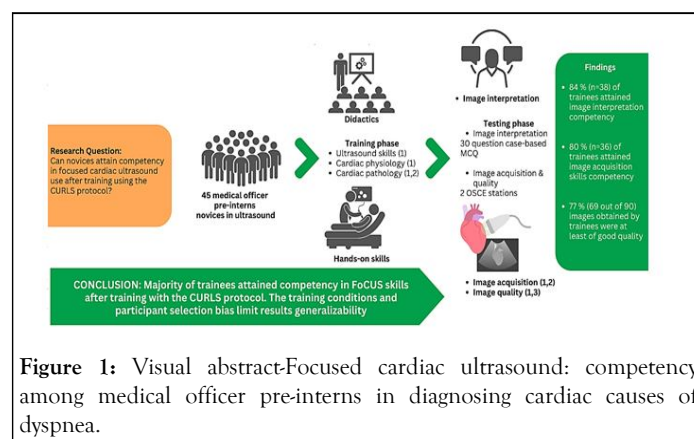 Research Question:
Can novices attain competency
in focused cardiac ultrasound
use after training using the
CURLS protocol?
45 medical officer
pre-interns
novices in ultrasound
Didactics
Training phase
• Ultrasound skills (1)
• Cardiac physiology (1)
• Cardiac pathology (1,2)
Hands-on skills
• Image interpretation
Testing phase
• Image interpretation
30 question case-based
MCQ
• Image acquisition &
quality
2 OSCE stations
• Image acquisition (1,2)
• Image quality (1,3)
Findings
• 84 % (n=38) of
trainees attained
image interpretation
competency
• 80 % (n=36) of
trainees attained
image acquisition
skills competency
• 77 % (69 out of 90)
images obtained by
trainees were at
least of good quality
CONCLUSION: Majority of trainees attained competency in FoCUS skills
after training with the CURLS protocol. The training conditions and
participant selection bias limit results generalizability
Figure 1: Visual abstract-Focused cardiac ultrasound: competency
among medical officer pre-interns in diagnosing cardiac causes of
dyspnea.